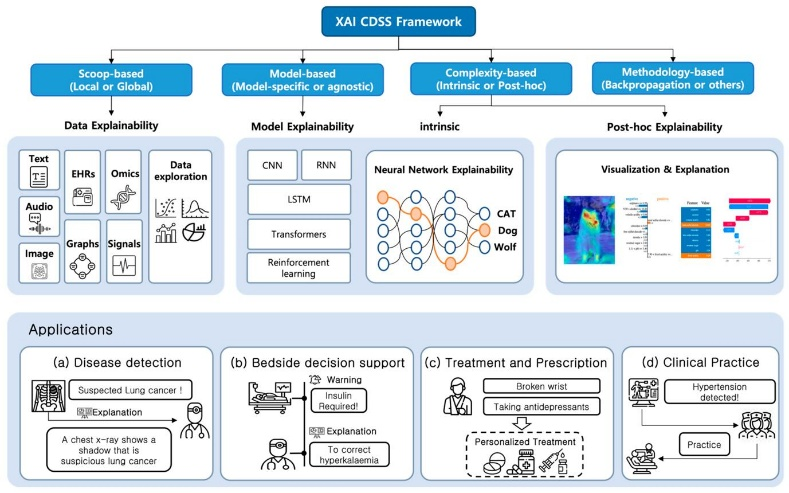 XAI CDSS Framework
Scoop-based
(Local or Global)
Model-based
(Model-specific or agnostic)
Complexity-based
(Intrinsic or Post-hoc)
Methodology-based
(Backpropagation or others)
Data Explainability
Model Explainability
intrinsic
Post-hoc Explainability
Text
EHRs
Omics
Data
exploration
Audio
Image
Graphs
Signals
CNN
RNN
LSTM
Transformers
Reinforcement
learning
Neural Network Explainability
CAT
Dog
Wolf
Visualization & Explanation
Applications
(a) Disease detection
Suspected Lung cancer !
Explanation
A chest x-ray shows a
shadow that is
suspicious lung cancer
(b) Bedside decision support
Warning
Insulin
Required!
Explanation
To correct
hyperkalaemia
(c) Treatment and Prescription
Broken wrist
Taking antidepressants
Personalized Treatment
(d) Clinical Practice
Hypertension
detected!
Practice